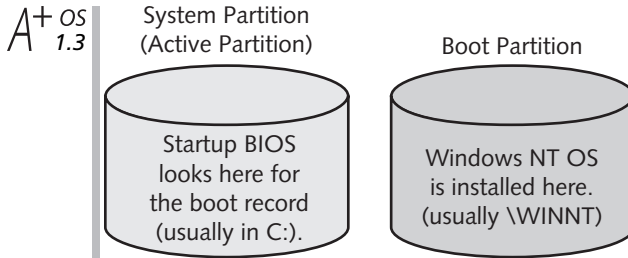 A+ OS
1.3
System Partition
(Active Partition)
Boot Partition
Startup BIOS
looks here for
the boot record
(usually in C:).
Windows NT OS
is installed here.
(usually \WINNT)